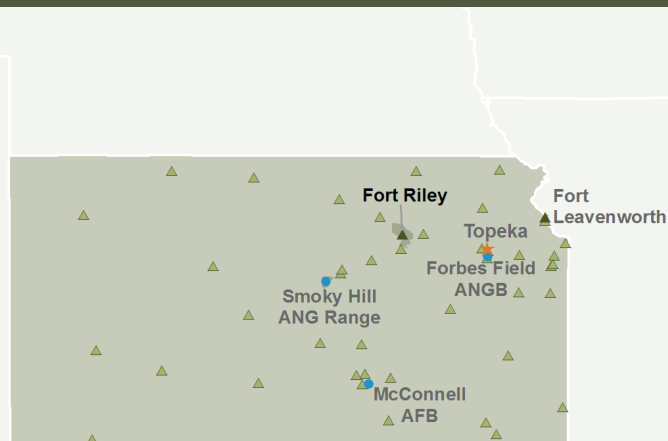 Fort Riley
Fort
Leavenworth
Topeka
Forbes Field
ANGB
Smoky Hill
ANG Range
McConnell
AFB